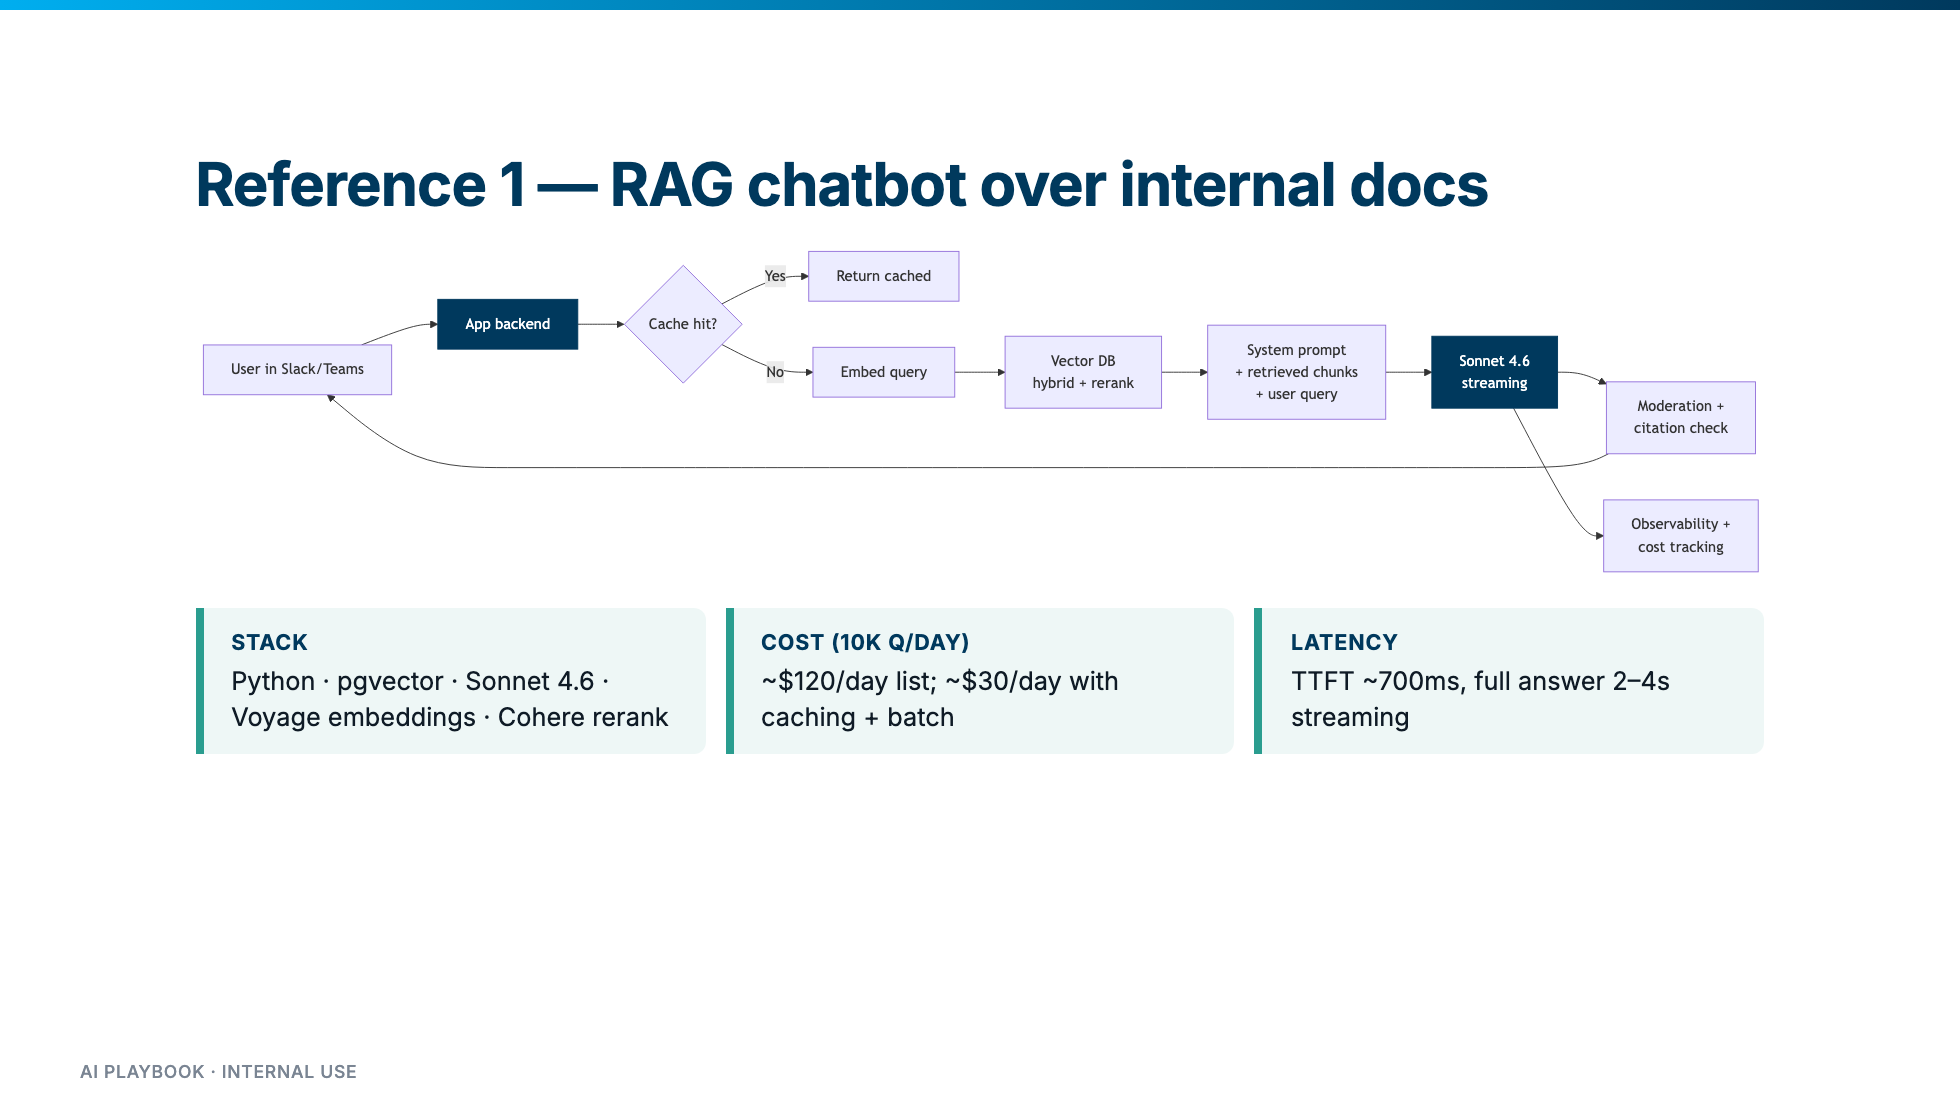 Reference 1 — RAG chatbot over internal docs
User in Slack/Teams
App backend
Cache hit?
Yes
Return cached
No
Embed query
Vector DB
hybrid + rerank
System prompt
+ retrieved chunks
+ user query
Sonnet 4.6
streaming
Moderation +
citation check
Observability +
cost tracking
STACK
Python · pgvector · Sonnet 4.6 ·
Voyage embeddings · Cohere rerank
COST (10K Q/DAY)
~$120/day list; ~$30/day with
caching + batch
LATENCY
TTFT ~700ms, full answer 2–4s
streaming
AI PLAYBOOK · INTERNAL USE